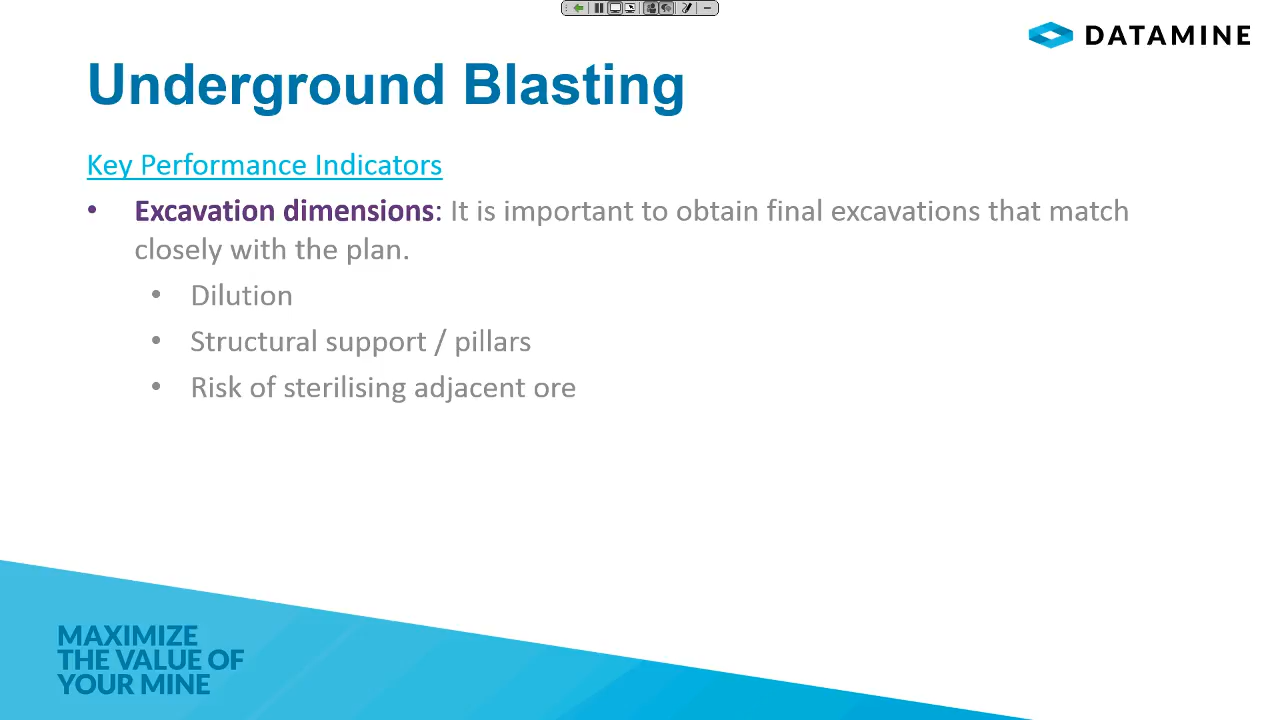 DATAMINE
Underground Blasting
Key Performance Indicators
• Excavation dimensions: It is important to obtain final excavations that match
closely with the plan.
• Dilution
• Structural support / pillars
• Risk of sterilising adjacent ore
MAXIMIZE
THE VALUE OF
YOUR MINE